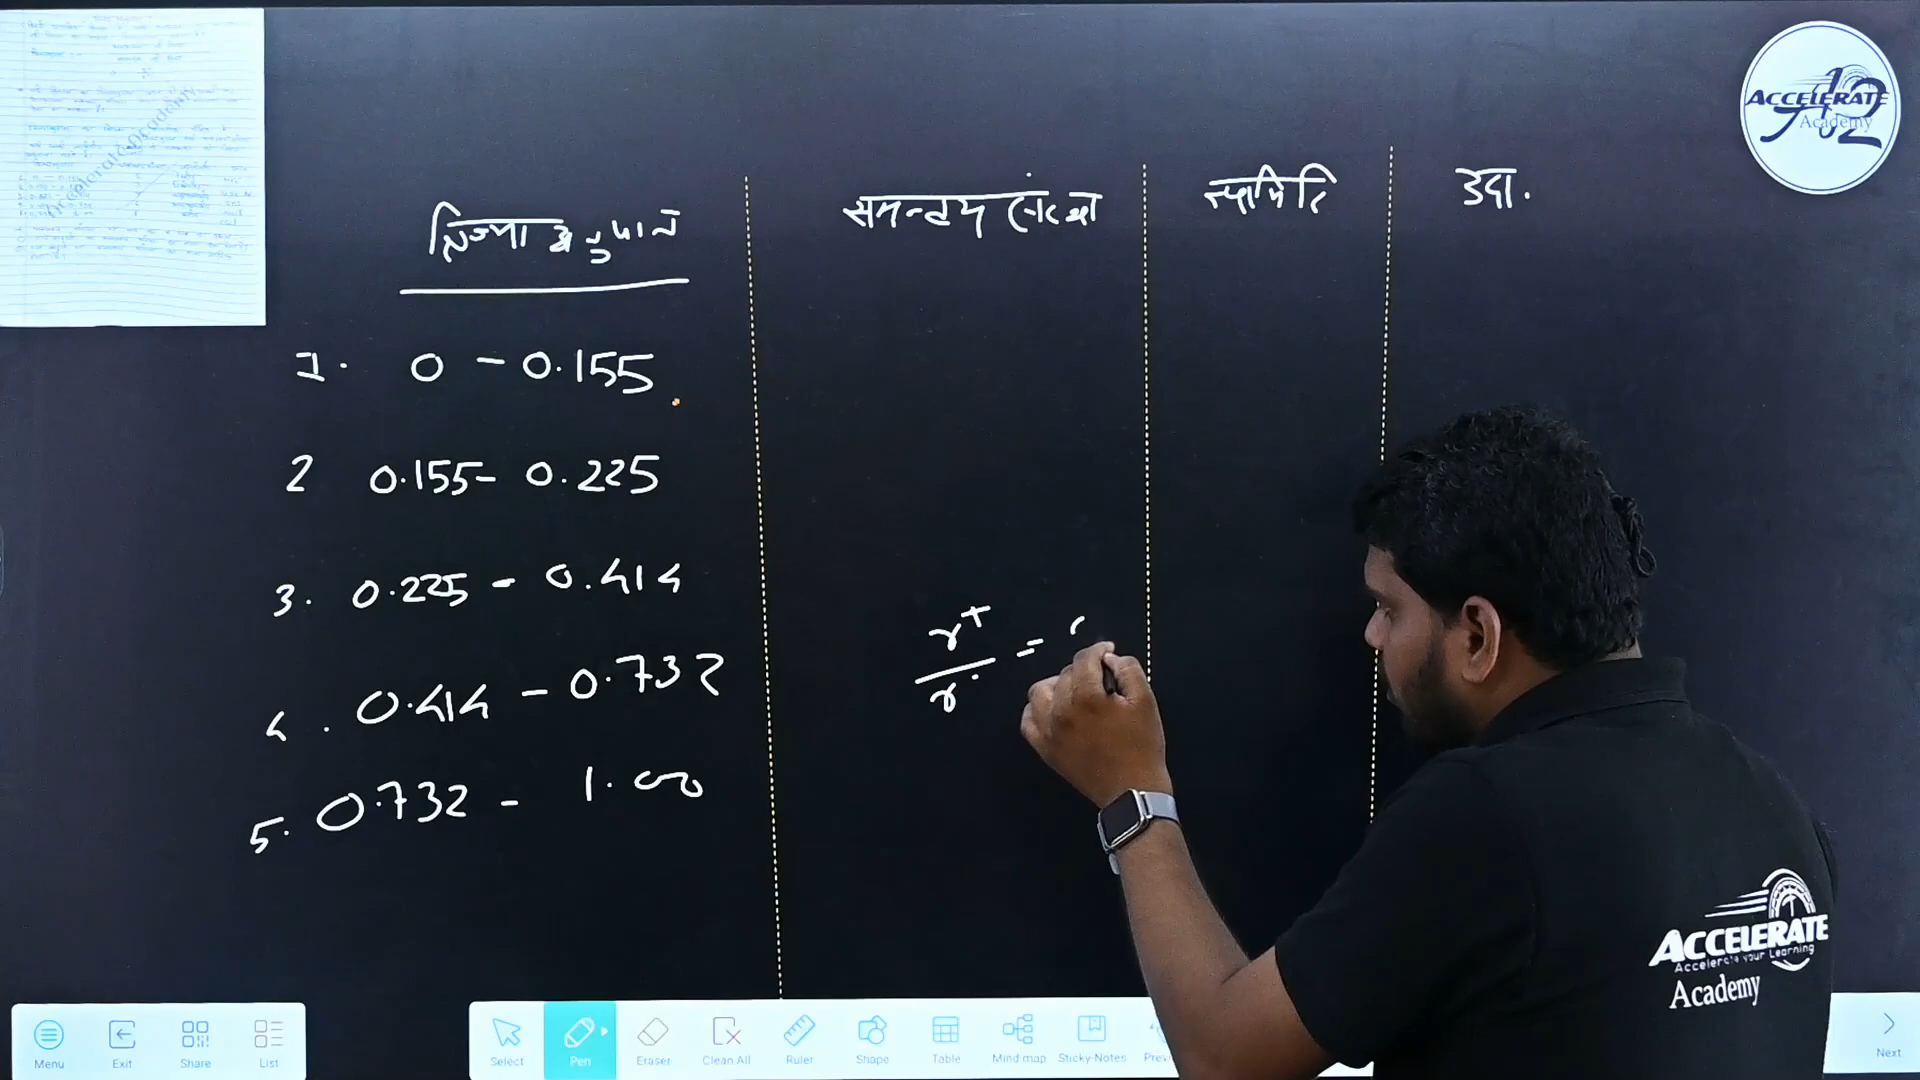 त्रिज्या अनुपात
समन्वय संख्या
ज्यामिति
उदा.
1. 0 - 0.155
2 0.155 - 0.225
3. 0.225 - 0.414
4. 0.414 - 0.732
5. 0.732 - 1.00
r+
r-
=
ACCELERATE
Academy
12
ACCELERATE
Accelerate your Learning
Academy
Menu
Exit
Share
List
Select
Pen
Eraser
Clean All
Ruler
Shape
Table
Mind map
Sticky-Notes
Next